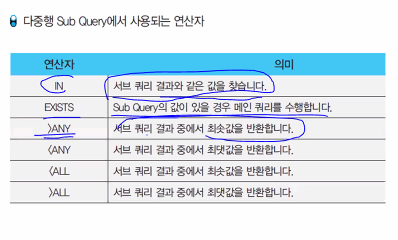 다중행 Sub Query에서 사용되는 연산자
연산자 의미
IN 서브 쿼리 결과와 같은 값을 찾습니다.
EXISTS Sub Query의 값이 있을 경우 메인 쿼리를 수행합니다.
>ANY 서브 쿼리 결과 중에서 최솟값을 반환합니다.
<ANY 서브 쿼리 결과 중에서 최댓값을 반환합니다.
<ALL 서브 쿼리 결과 중에서 최솟값을 반환합니다.
>ALL 서브 쿼리 결과 중에서 최댓값을 반환합니다.